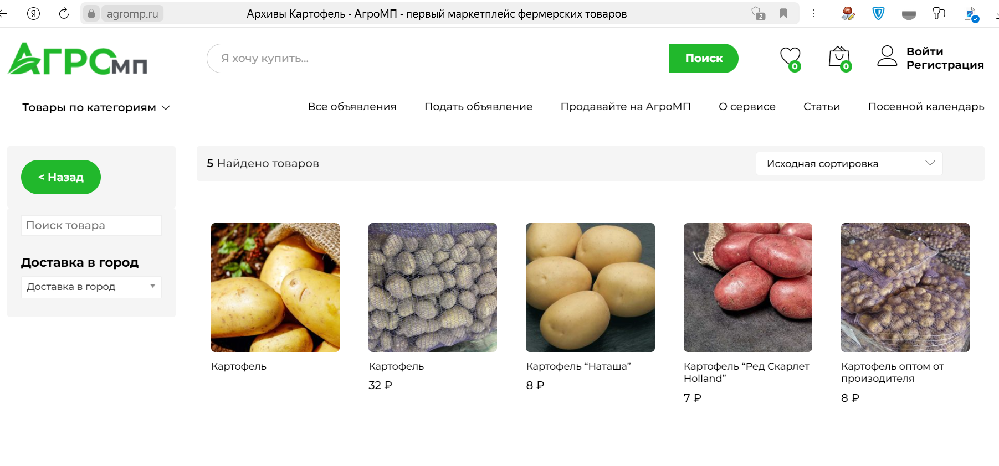 agromp.ru
Архивы Картофель - АгроМП - первый маркетплейс фермерских товаров
2
АГРОМП
Я хочу купить...
Поиск
0
0
Войти
Регистрация
Товары по категориям
Все объявления
Подать объявление
Продавайте на АгроМП
О сервисе
Статьи
Посевной календарь
< Назад
Поиск товара
Доставка в город
Доставка в город
5 Найдено товаров
Исходная сортировка
Картофель
Картофель
32 ₽
Картофель “Наташа”
8 ₽
Картофель “Ред Скарлет
Holland”
7 ₽
Картофель оптом от
произодителя
8 ₽